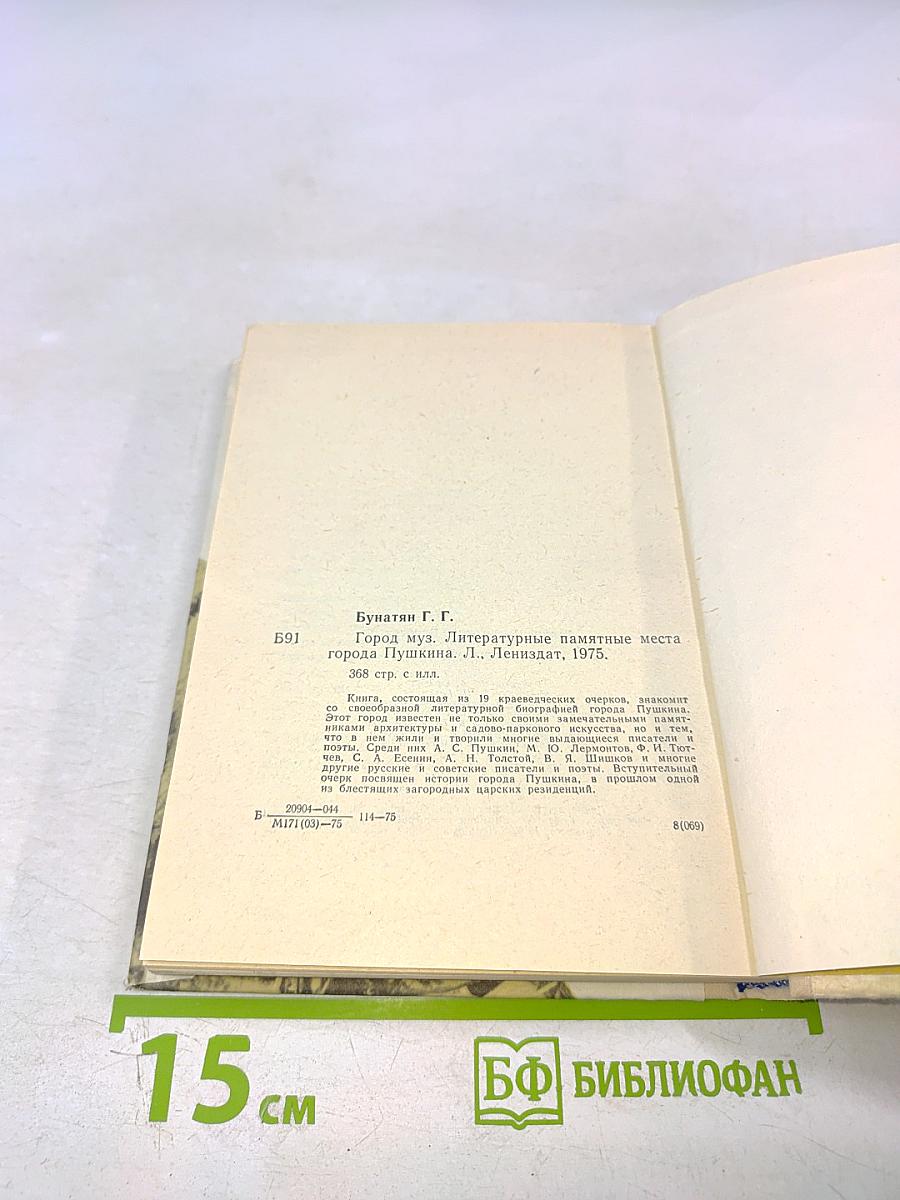 Бунатян Г. Г.
Б91 Город муз. Литературные памятные места
города Пушкина. Л., Лениздат, 1975.
368 стр. с илл.
Книга, состоящая из 19 краеведческих очерков, знакомит
со своеобразной литературной биографией города Пушкина.
Этот город известен не только своими замечательными памят-
никами архитектуры и садово-паркового искусства, но и тем,
что в нем жили и творили многие выдающиеся писатели и
поэты. Среди них А. С. Пушкин, М. Ю. Лермонтов, Ф. И. Тют-
чев, С. А. Есенин, А. Н. Толстой, В. Я. Шишков и многие
другие русские и советские писатели и поэты. Вступительный
очерк посвящен истории города Пушкина, в прошлом одной
из блестящих загородных царских резиденций.
20904—044
Б 114—75
М171(03)—75
8(069)
15 см
БФ БИБЛИОФАН